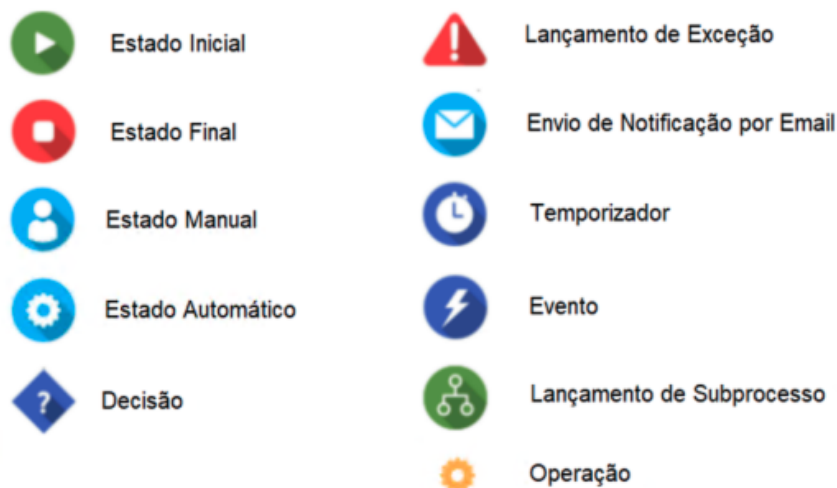 Estado Inicial
Estado Final
Estado Manual
Estado Automático
?
Decisão
Lançamento de Exceção
Envio de Notificação por Email
Temporizador
Evento
Lançamento de Subprocesso
Operação